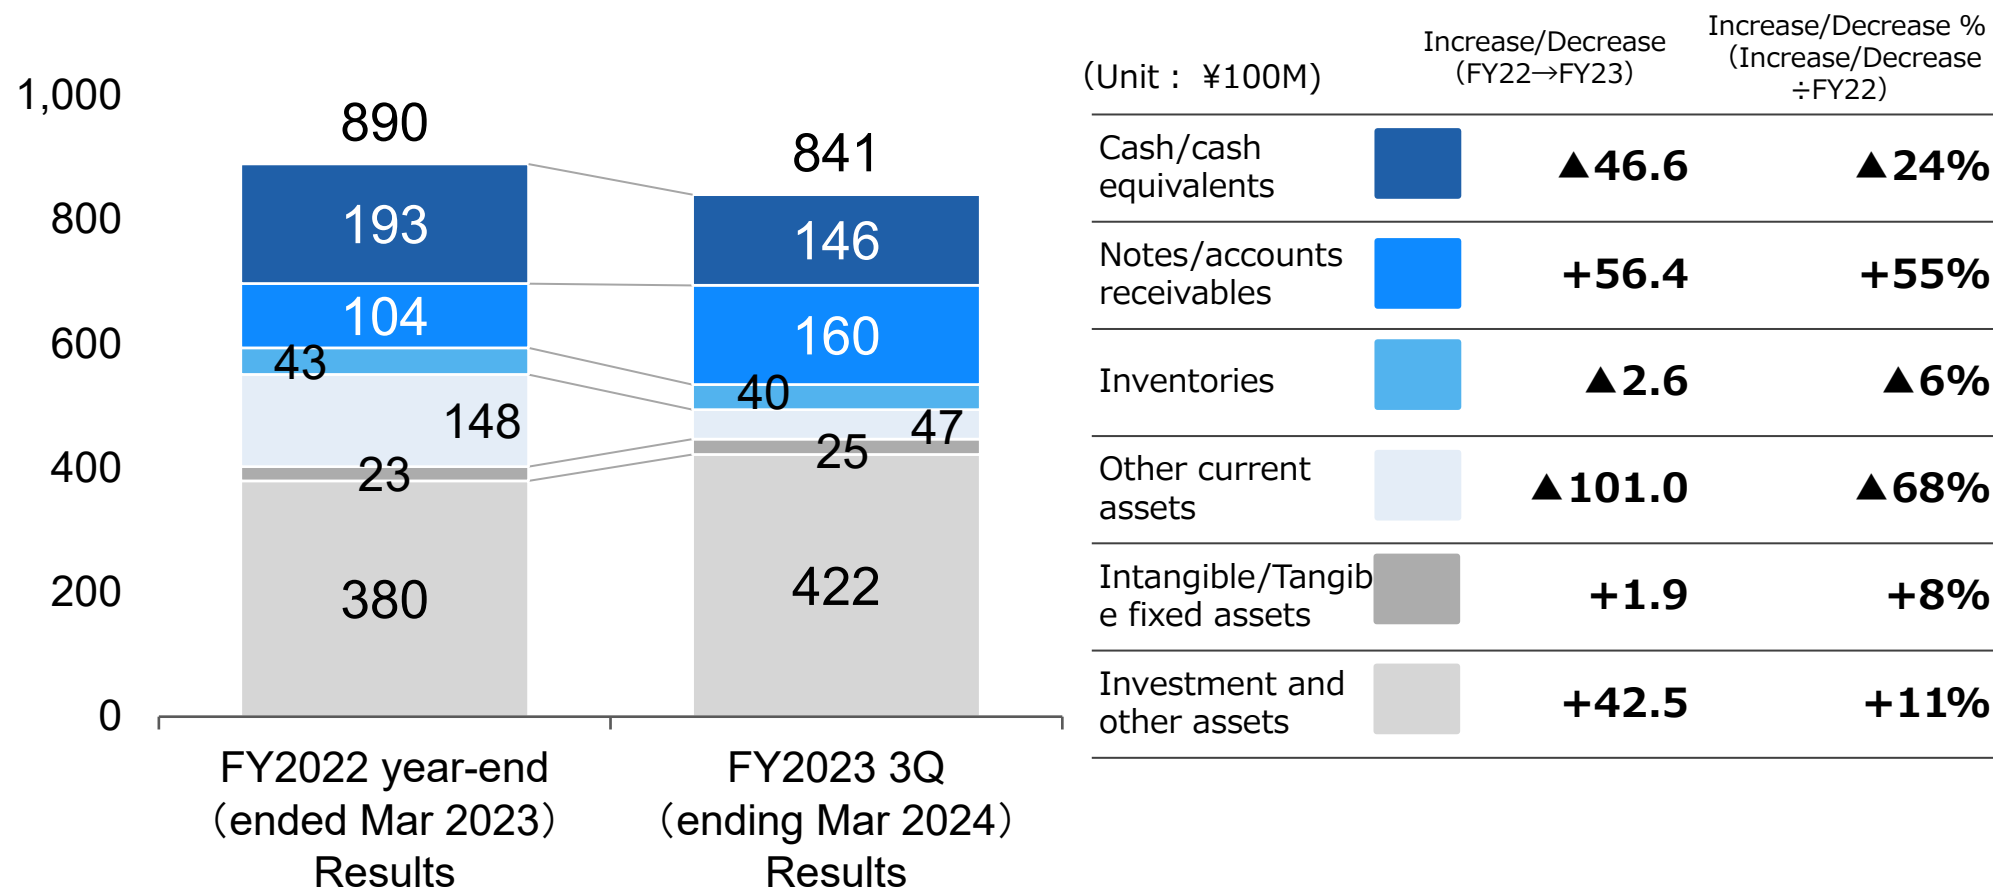 1,000
800
600
400
200
0
890
193
104
43
148
23
380
841
146
160
40
47
25
422
FY2022 year-end
（ended Mar 2023）
Results
FY2023 3Q
（ending Mar 2024）
Results
（Unit： ¥100M)
Increase/Decrease
（FY22→FY23）
Increase/Decrease %
（Increase/Decrease
÷FY22）
Cash/cash
equivalents
▲46.6
▲24%
Notes/accounts
receivables
+56.4
+55%
Inventories
▲2.6
▲6%
Other current
assets
▲101.0
▲68%
Intangible/Tangib
e fixed assets
+1.9
+8%
Investment and
other assets
+42.5
+11%